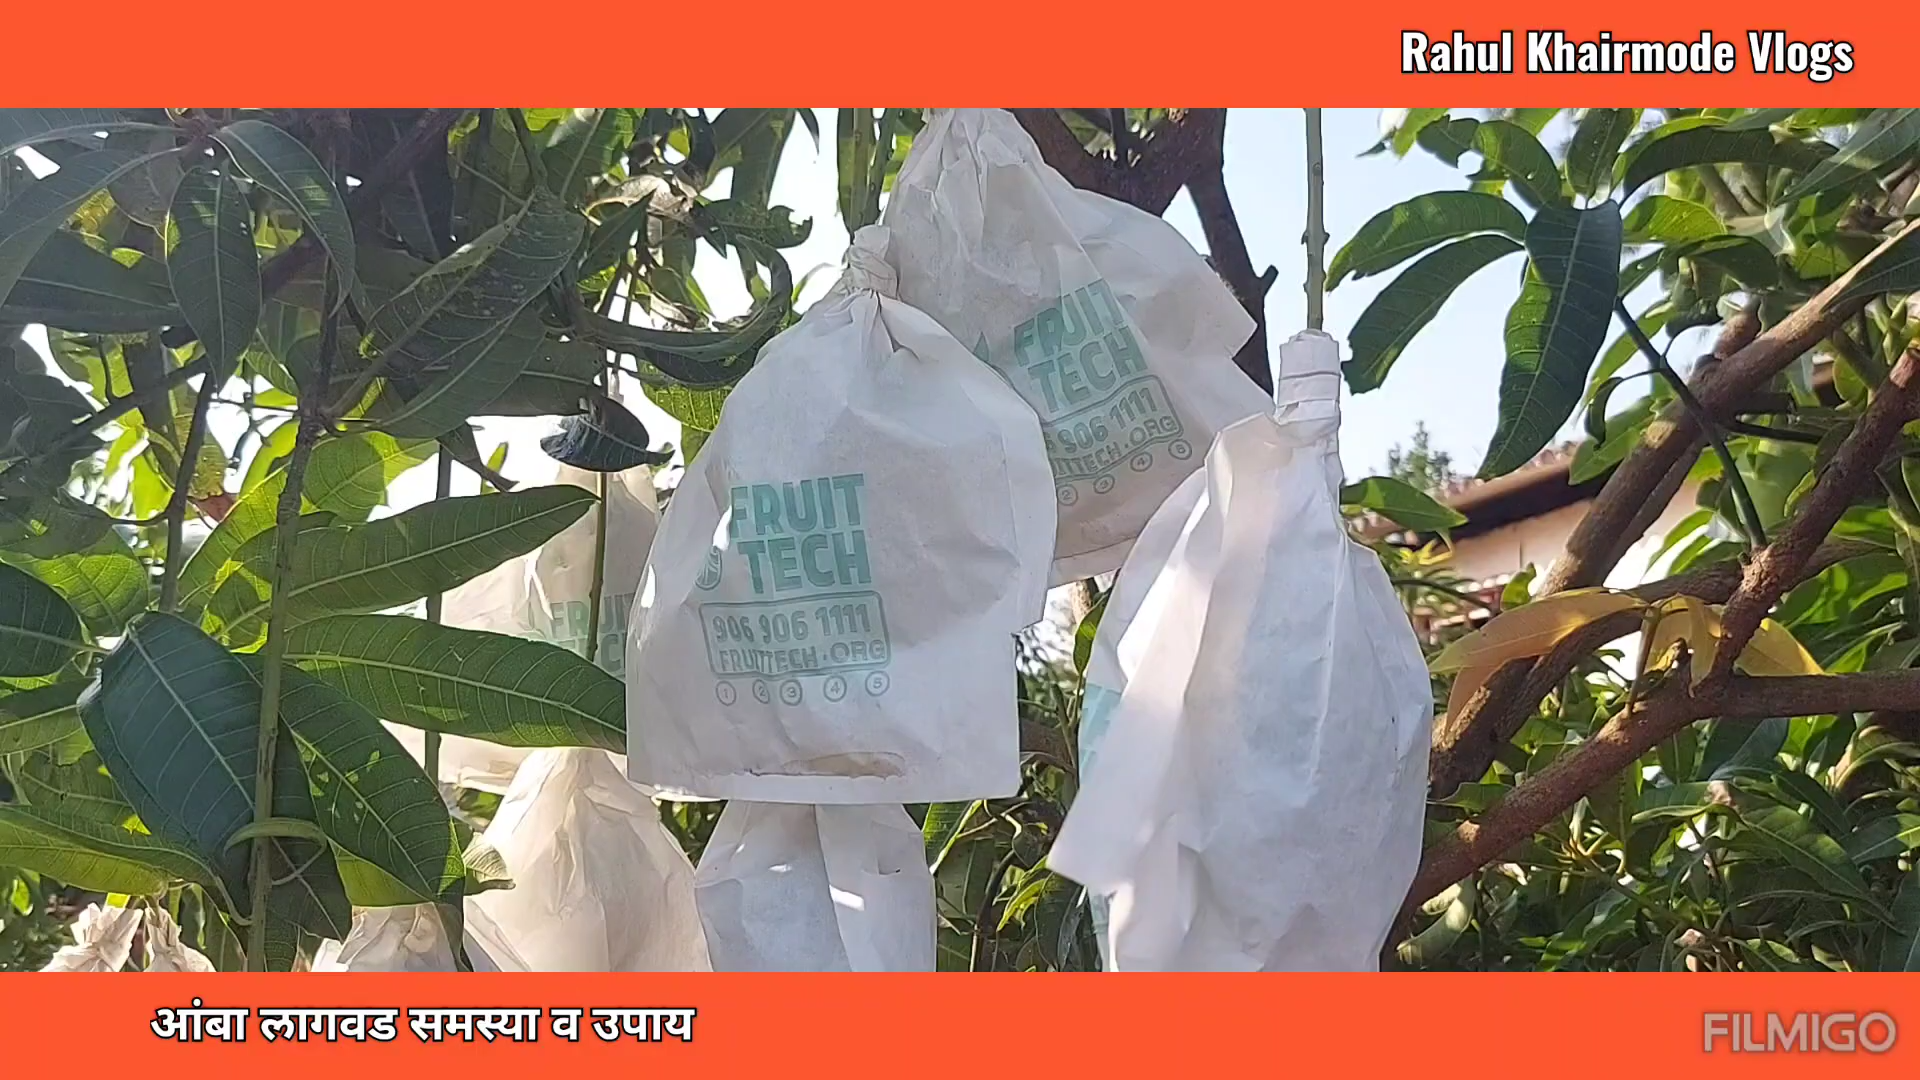 Rahul Khairmode Vlogs
FRUIT
TECH
906 1111
FRUIT
TECH
906 906 1111
FRUITTECH.ORG
1 2 3 4 5
आंबा लागवड समस्या व उपाय
FILMIGO